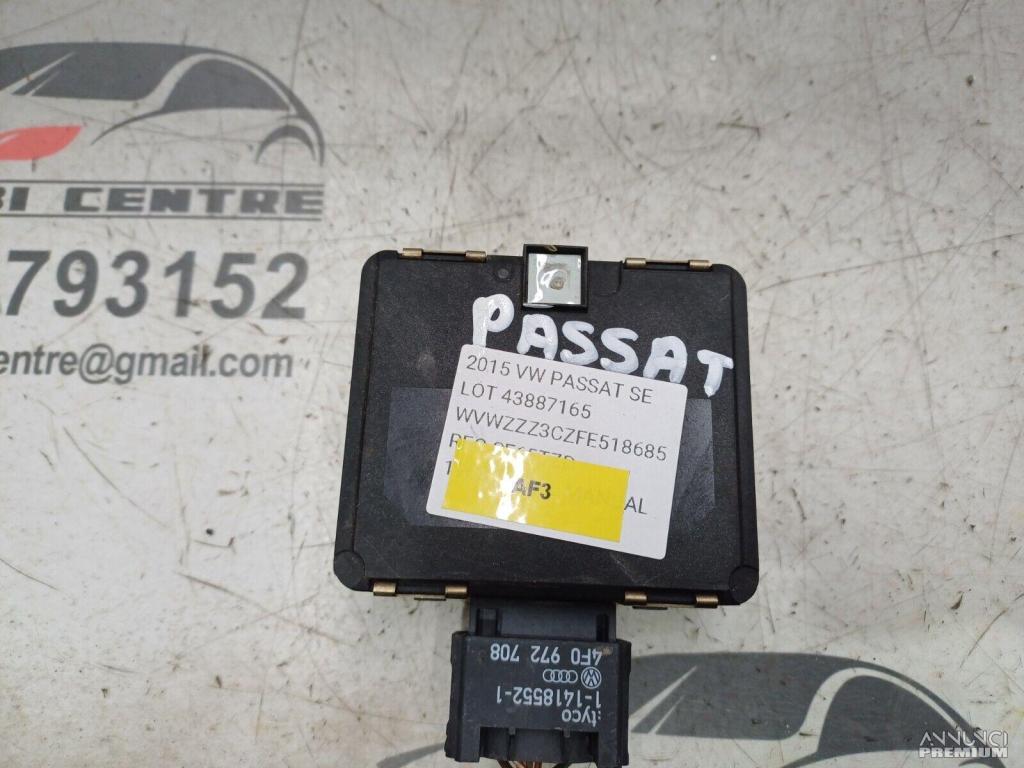 BI CENTRE
793152
entre@gmail.com
PASSAT
2015 VW PASSAT SE
LOT 43887165
WVWZZZ3CZFE518685
AF3
AL
4F0 972 708
1-1418552-1
:tyco
ANNUNCI
PREMIUM